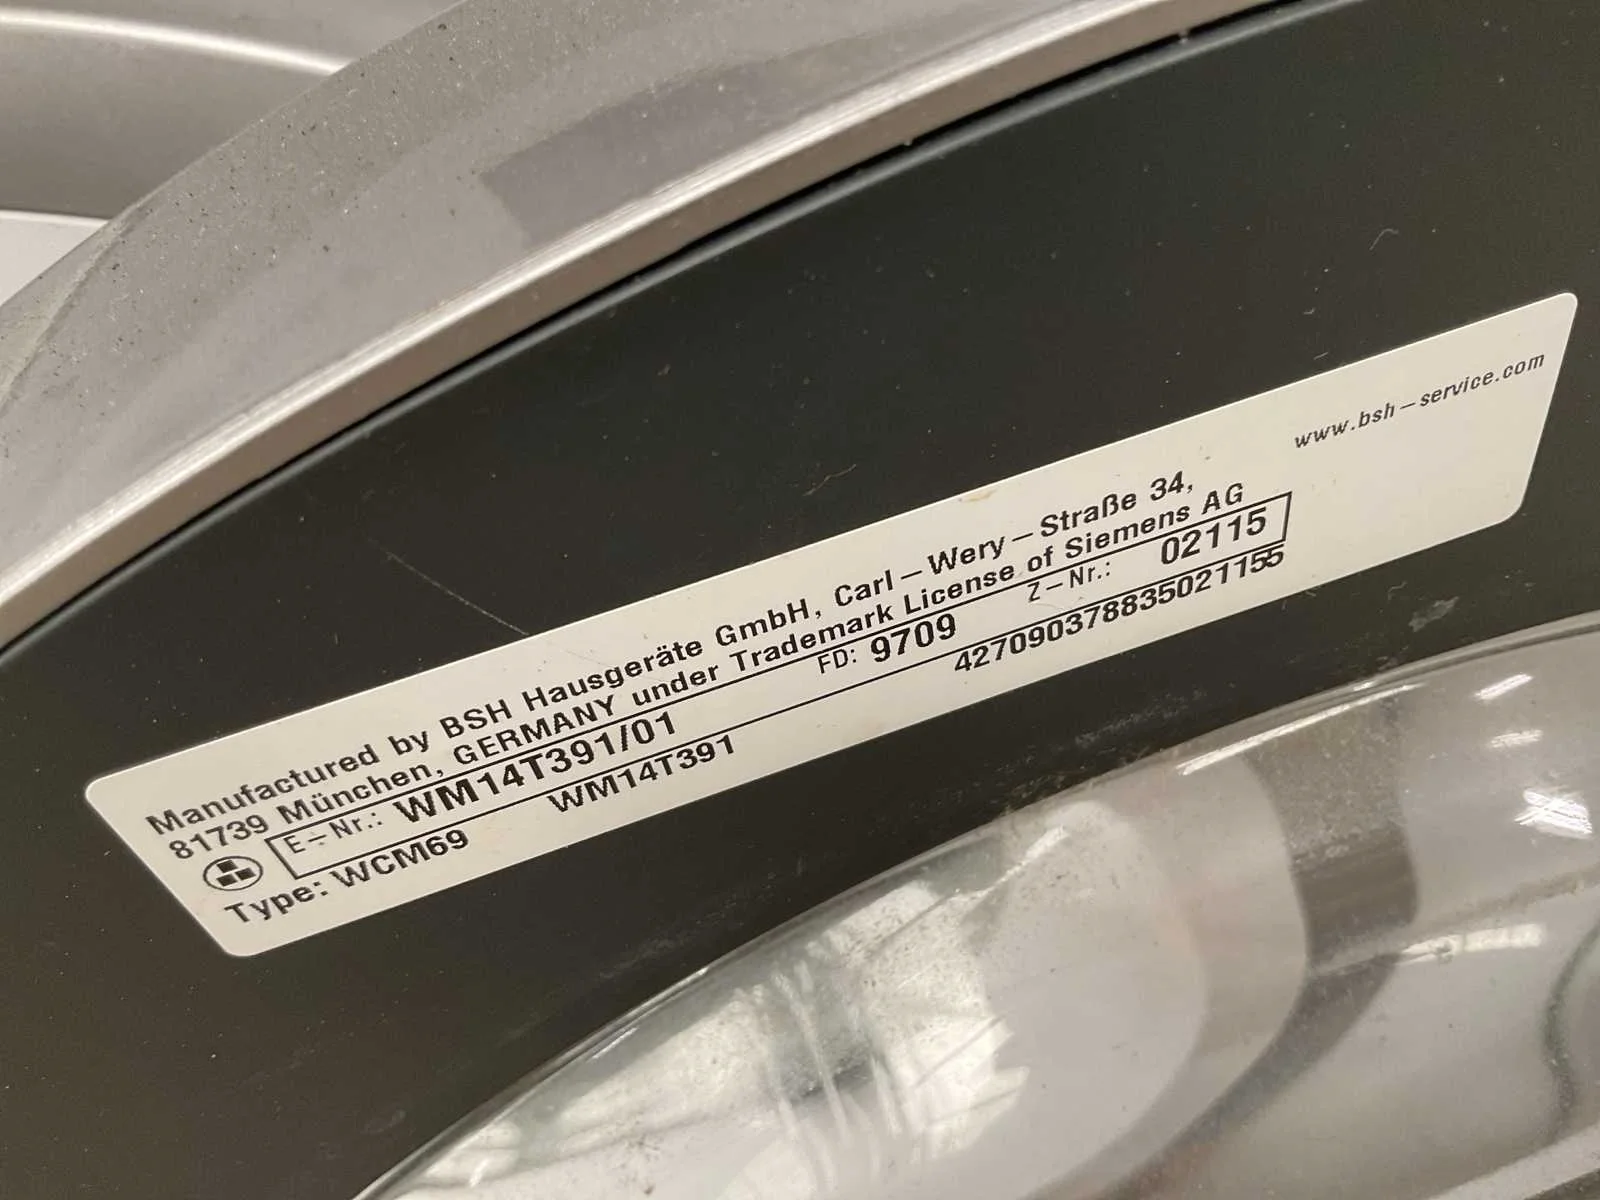 www.bsh-service.com
Manufactured by BSH Hausgeräte GmbH, Carl-Wery-Straße 34,
81739 München, GERMANY under Trademark License of Siemens AG
E-Nr.: WM14T391/01 FD: 9709 Z-Nr.: 02115
Type: WCM69 WM14T391 427090378835021155